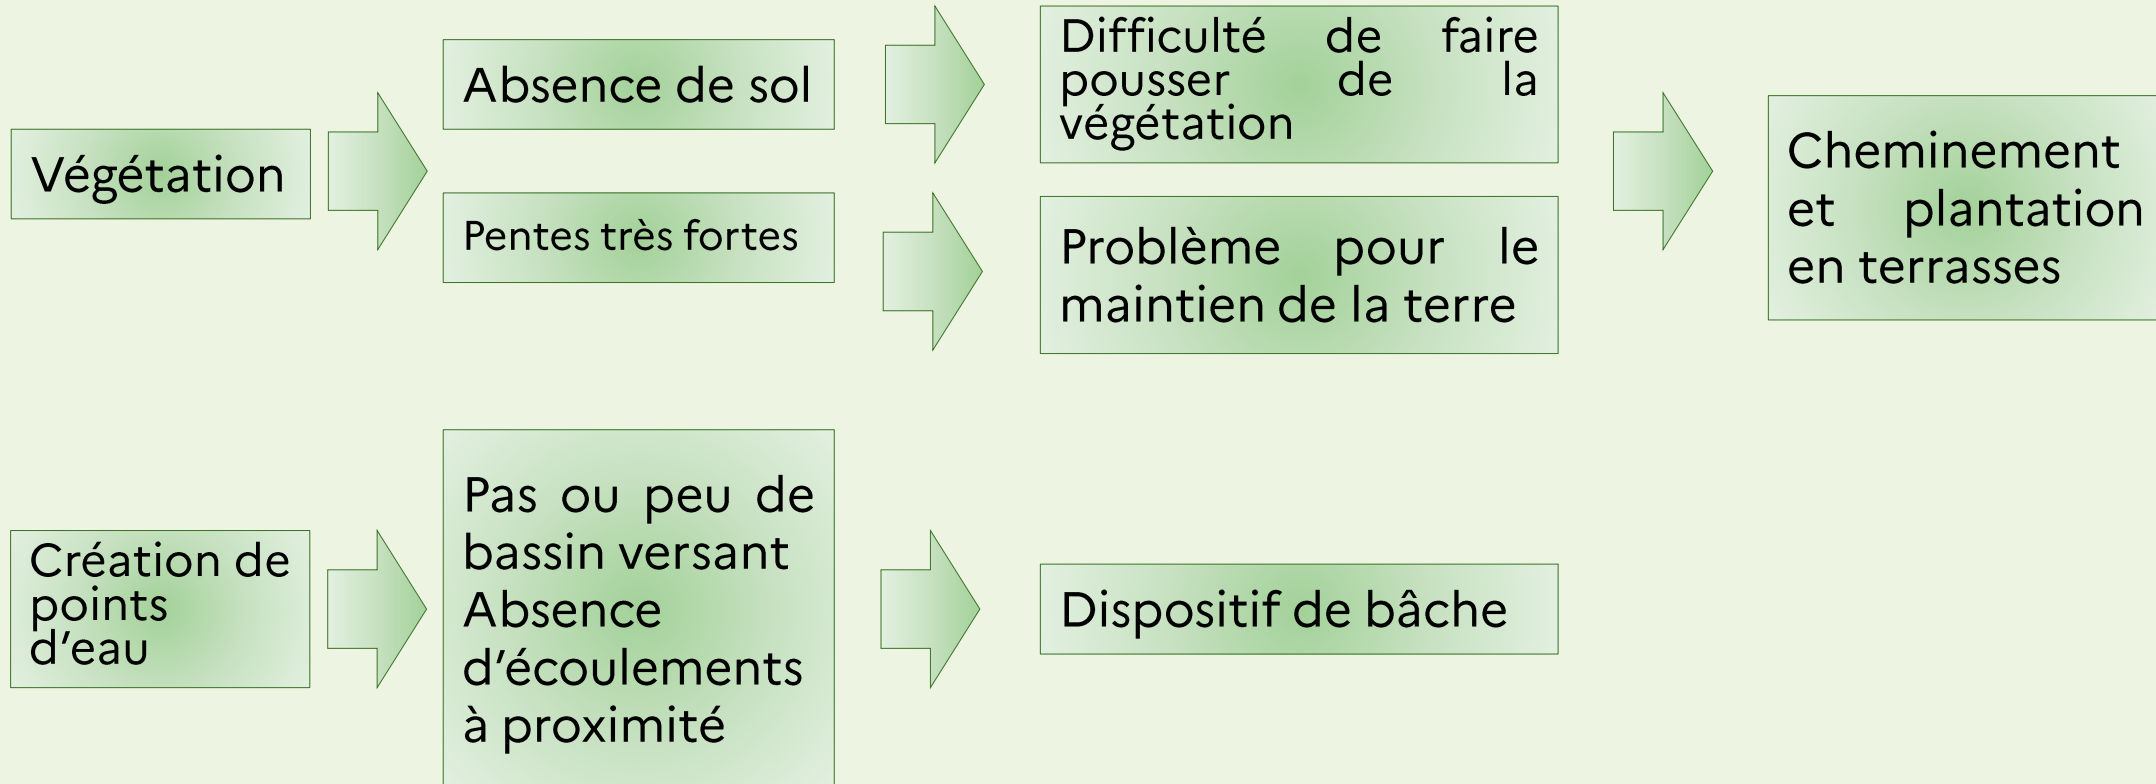 Végétation
Absence de sol
Pentes très fortes
Difficulté de faire
pousser de la
végétation
Problème pour le
maintien de la terre
Cheminement
et plantation
en terrasses
Création de
points
d’eau
Pas ou peu de
bassin versant
Absence
d’écoulements
à proximité
Dispositif de bâche